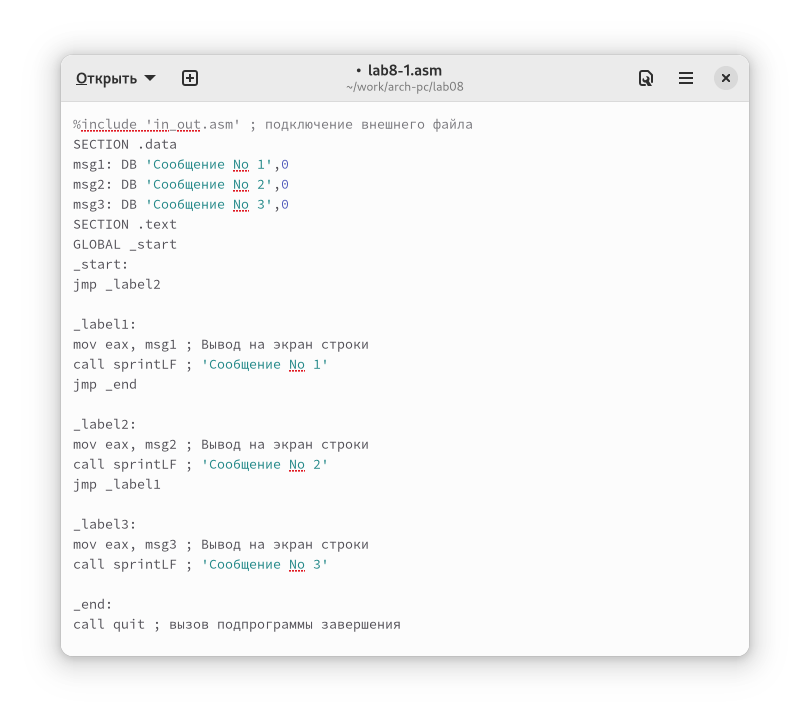 Открыть
• lab8-1.asm
~/work/arch-pc/lab08
%include 'in_out.asm' ; подключение внешнего файла
SECTION .data
msg1: DB 'Сообщение No 1',0
msg2: DB 'Сообщение No 2',0
msg3: DB 'Сообщение No 3',0
SECTION .text
GLOBAL _start
_start:
jmp _label2
_label1:
mov eax, msg1 ; Вывод на экран строки
call sprintLF ; 'Сообщение No 1'
jmp _end
_label2:
mov eax, msg2 ; Вывод на экран строки
call sprintLF ; 'Сообщение No 2'
jmp _label1
_label3:
mov eax, msg3 ; Вывод на экран строки
call sprintLF ; 'Сообщение No 3'
_end:
call quit ; вызов подпрограммы завершения